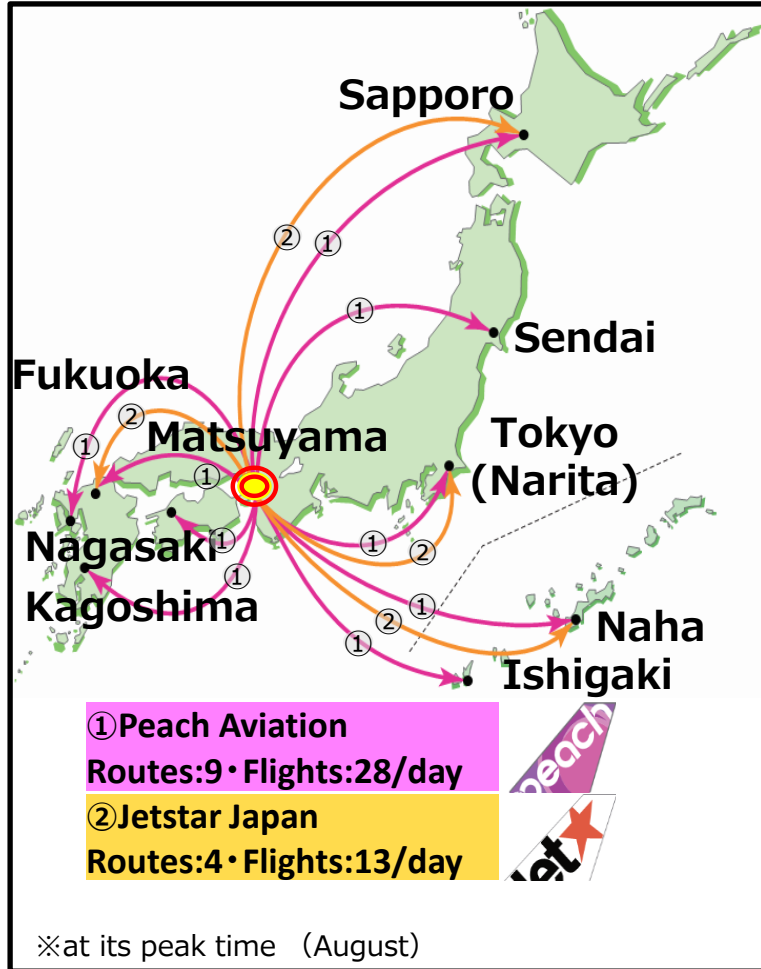 Sapporo
②
①
①
Sendai
Fukuoka
②
①
Matsuyama
①
Tokyo
(Narita)
Nagasaki
①
①
②
Kagoshima
①
①
②
①
Naha
Ishigaki
①Peach Aviation
Routes:9・Flights:28/day
peach
②Jetstar Japan
Routes:4・Flights:13/day
Jet
※at its peak time （August）